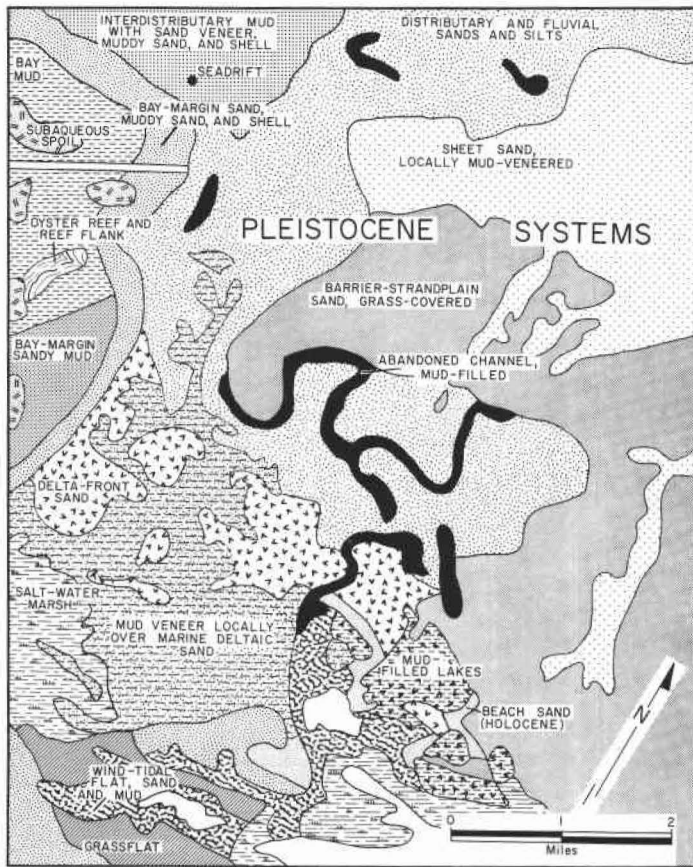 INTERDISTRIBUTARY MUD
WITH SAND VENEER,
MUDDY SAND, AND SHELL
DISTRIBUTARY AND FLUVIAL
SANDS AND SILTS
BAY
MUD
SEADRIFT
BAY-MARGIN SAND,
MUDDY SAND, AND SHELL
SUBAQUEOUS
SPOIL
SHEET SAND,
LOCALLY MUD-VENEERED
OYSTER REEF AND
REEF FLANK
PLEISTOCENE SYSTEMS
BARRIER-STRANDPLAIN
SAND, GRASS-COVERED
BAY-MARGIN
SANDY MUD
ABANDONED CHANNEL,
MUD-FILLED
DELTA-FRONT
SAND
SALT-WATER
MARSH
MUD VENEER LOCALLY
OVER MARINE DELTAIC
SAND
MUD-
FILLED LAKES
BEACH SAND
(HOLOCENE)
N
WIND-TIDAL
FLAT, SAND
AND MUD
GRASSFLAT
0 1 2
Miles